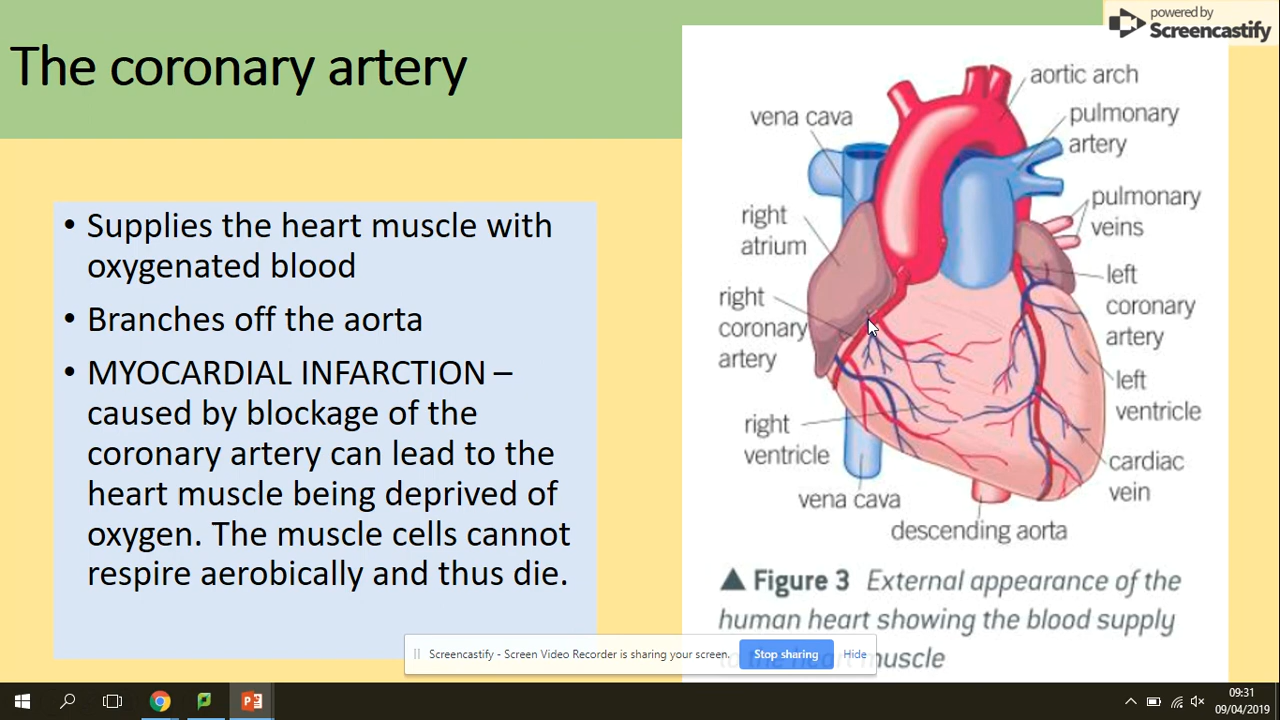 powered by
Screencastify
The coronary artery
• Supplies the heart muscle with
oxygenated blood
• Branches off the aorta
• MYOCARDIAL INFARCTION –
caused by blockage of the
coronary artery can lead to the
heart muscle being deprived of
oxygen. The muscle cells cannot
respire aerobically and thus die.
aortic arch
vena cava
pulmonary
artery
pulmonary
veins
right
atrium
left
coronary
artery
right
coronary
artery
left
ventricle
right
ventricle
cardiac
vein
vena cava
descending aorta
▲ Figure 3 External appearance of the
human heart showing the blood supply
to the heart muscle
Screencastify - Screen Video Recorder is sharing your screen.
Stop sharing
Hide
09:31
09/04/2019